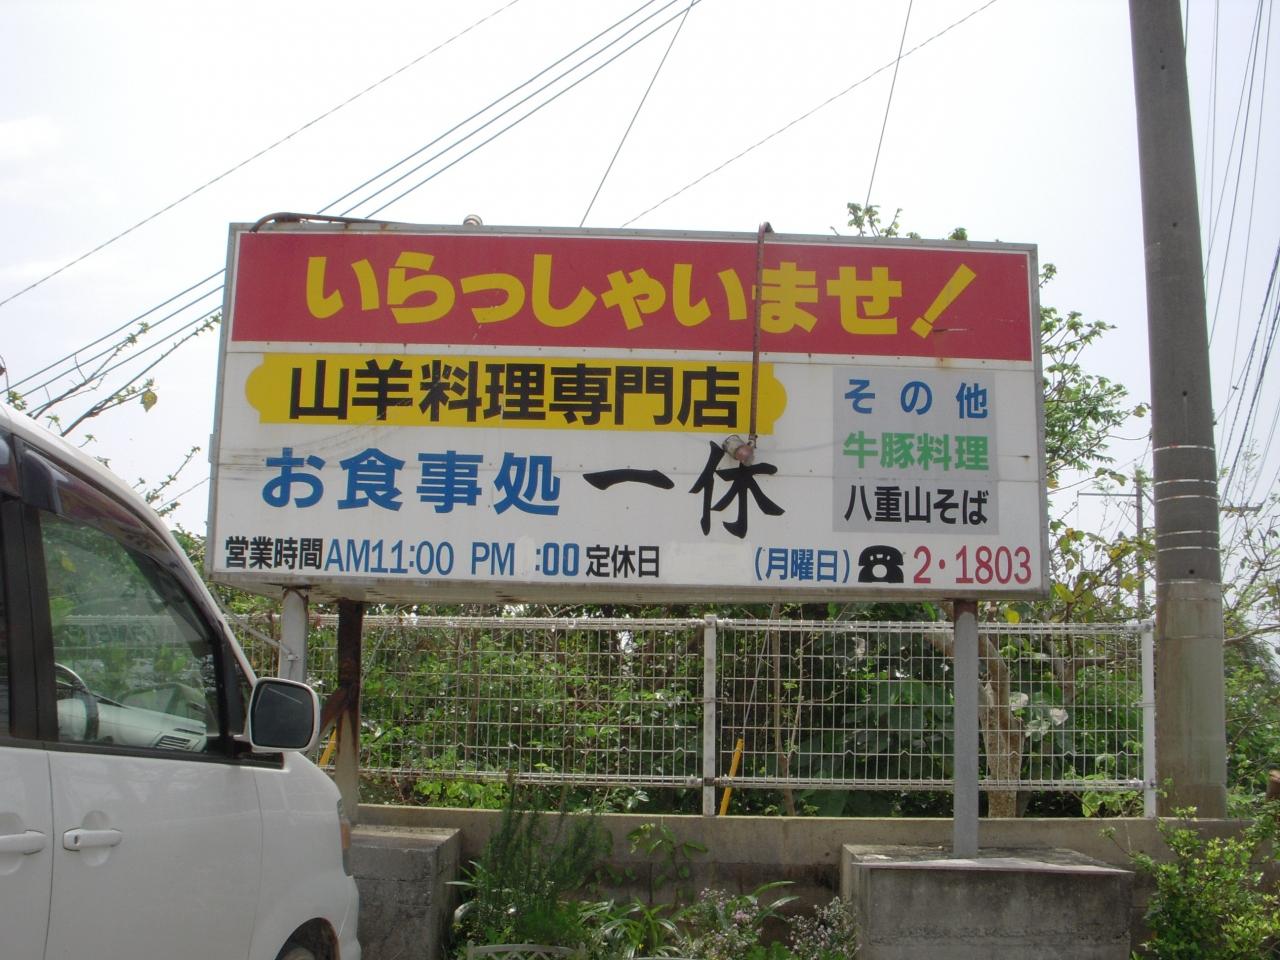 いらっしゃいませ!
山羊料理専門店
お食事処 一休
その他
牛豚料理
八重山そば
営業時間AM11:00 PM :00定休日 (月曜日)☎2・1803